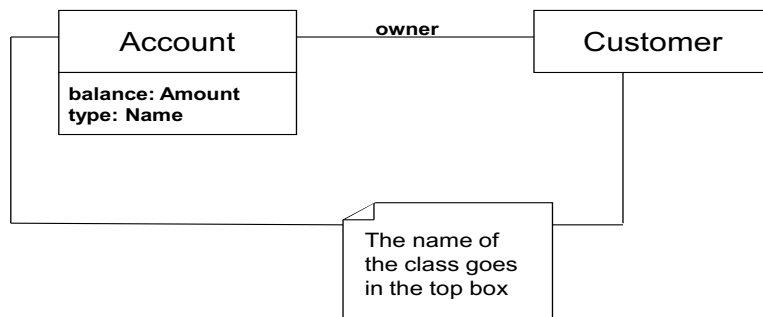 Account
owner
Customer
balance: Amount
type: Name
The name of
the class goes
in the top box